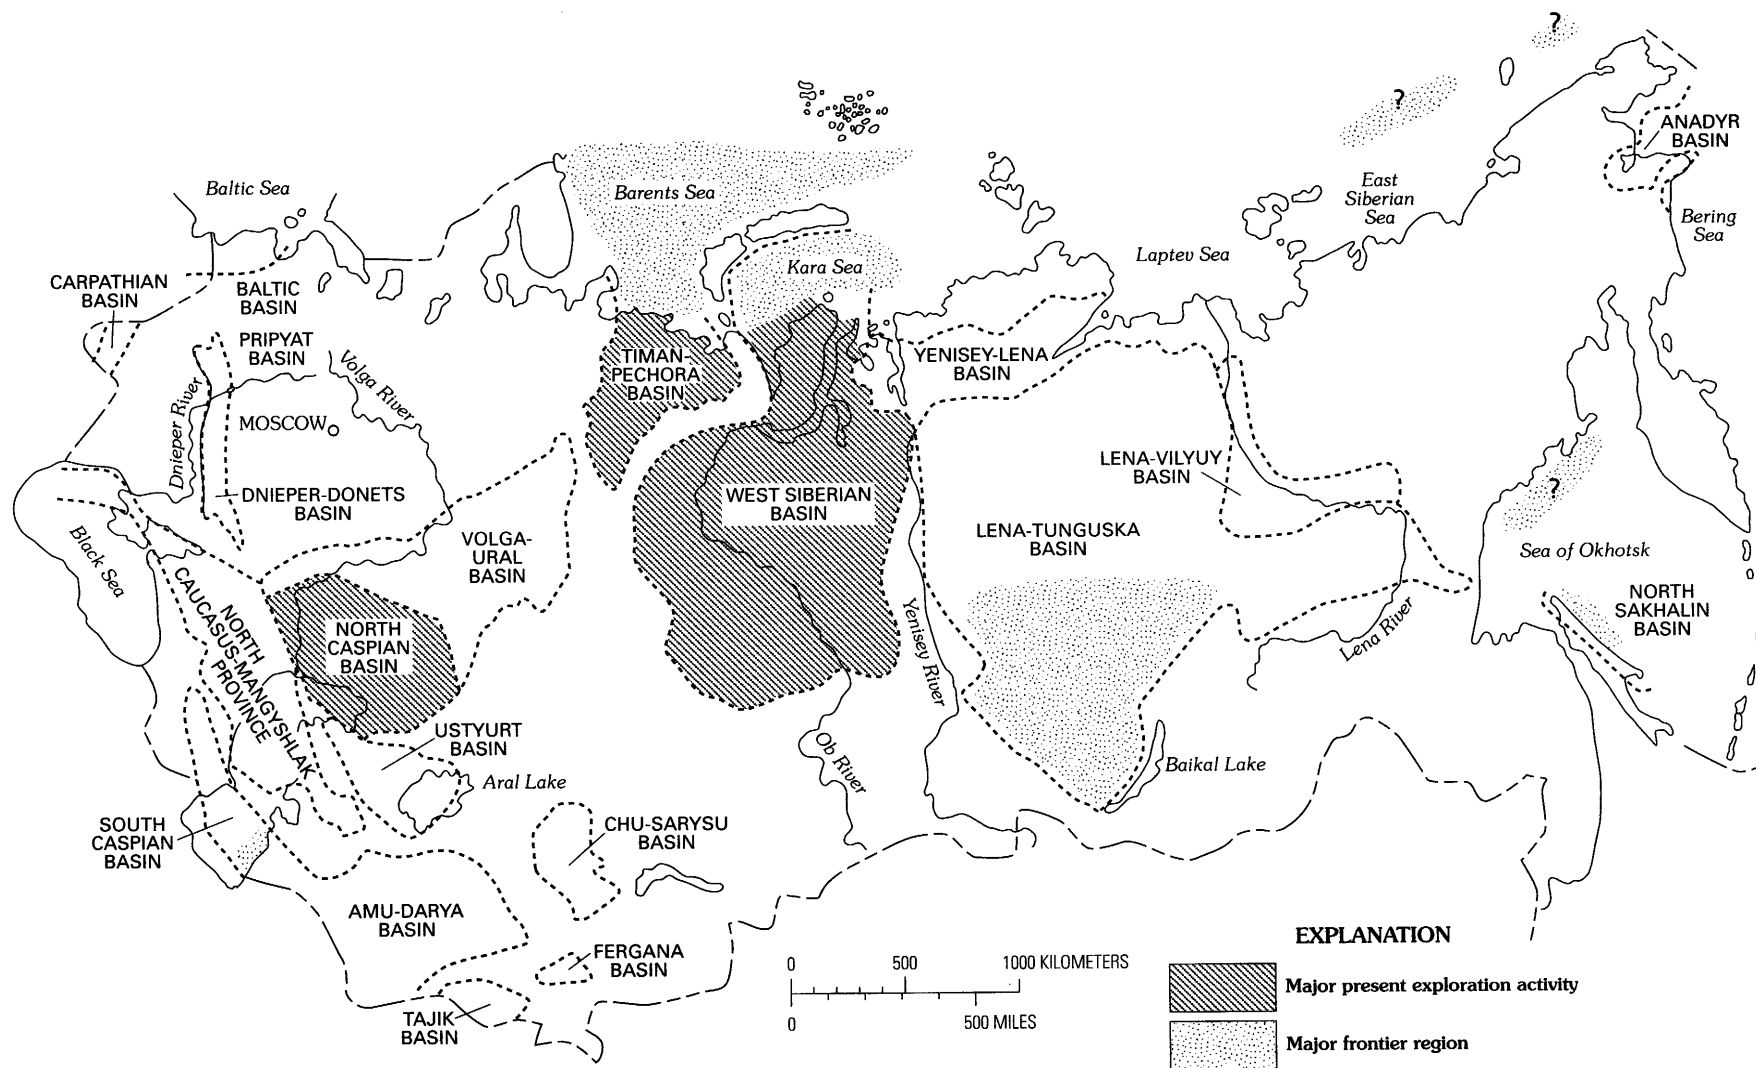 ?
?
ANADYR
BASIN
Baltic Sea
Barents Sea
East
Siberian
Sea
Bering
Sea
Kara Sea
Laptev Sea
CARPATHIAN
BASIN
BALTIC
BASIN
PRIPYAT
BASIN
Volga River
TIMAN-
PECHORA
BASIN
YENISEY-LENA
BASIN
Dnieper River
MOSCOW
LENA-VILYUY
BASIN
DNIEPER-DONETS
BASIN
WEST SIBERIAN
BASIN
?
Black Sea
VOLGA-
URAL
BASIN
LENA-TUNGUSKA
BASIN
Sea of Okhotsk
NORTH
CAUCASUS-MANGYSHLAK
PROVINCE
NORTH
CASPIAN
BASIN
Yenisey River
Lena River
NORTH
SAKHALIN
BASIN
USTYURT
BASIN
Aral Lake
Ob River
Baikal Lake
SOUTH
CASPIAN
BASIN
CHU-SARYSU
BASIN
AMU-DARYA
BASIN
FERGANA
BASIN
TAJIK
BASIN
0 500 1000 KILOMETERS
0 500 MILES
EXPLANATION
Major present exploration activity
Major frontier region